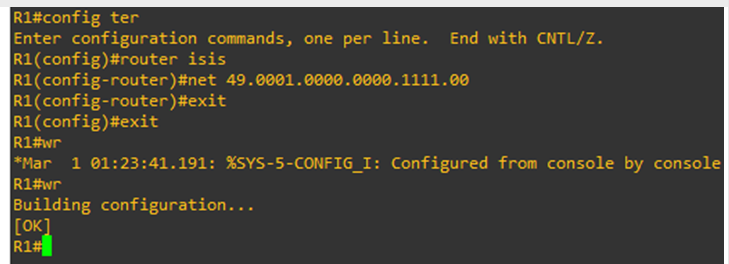 R1#config ter
Enter configuration commands, one per line.  End with CNTL/Z.
R1(config)#router isis
R1(config-router)#net 49.0001.0000.0000.1111.00
R1(config-router)#exit
R1(config)#exit
R1#wr
*Mar  1 01:23:41.191: %SYS-5-CONFIG_I: Configured from console by console
R1#wr
Building configuration...
[OK]
R1#